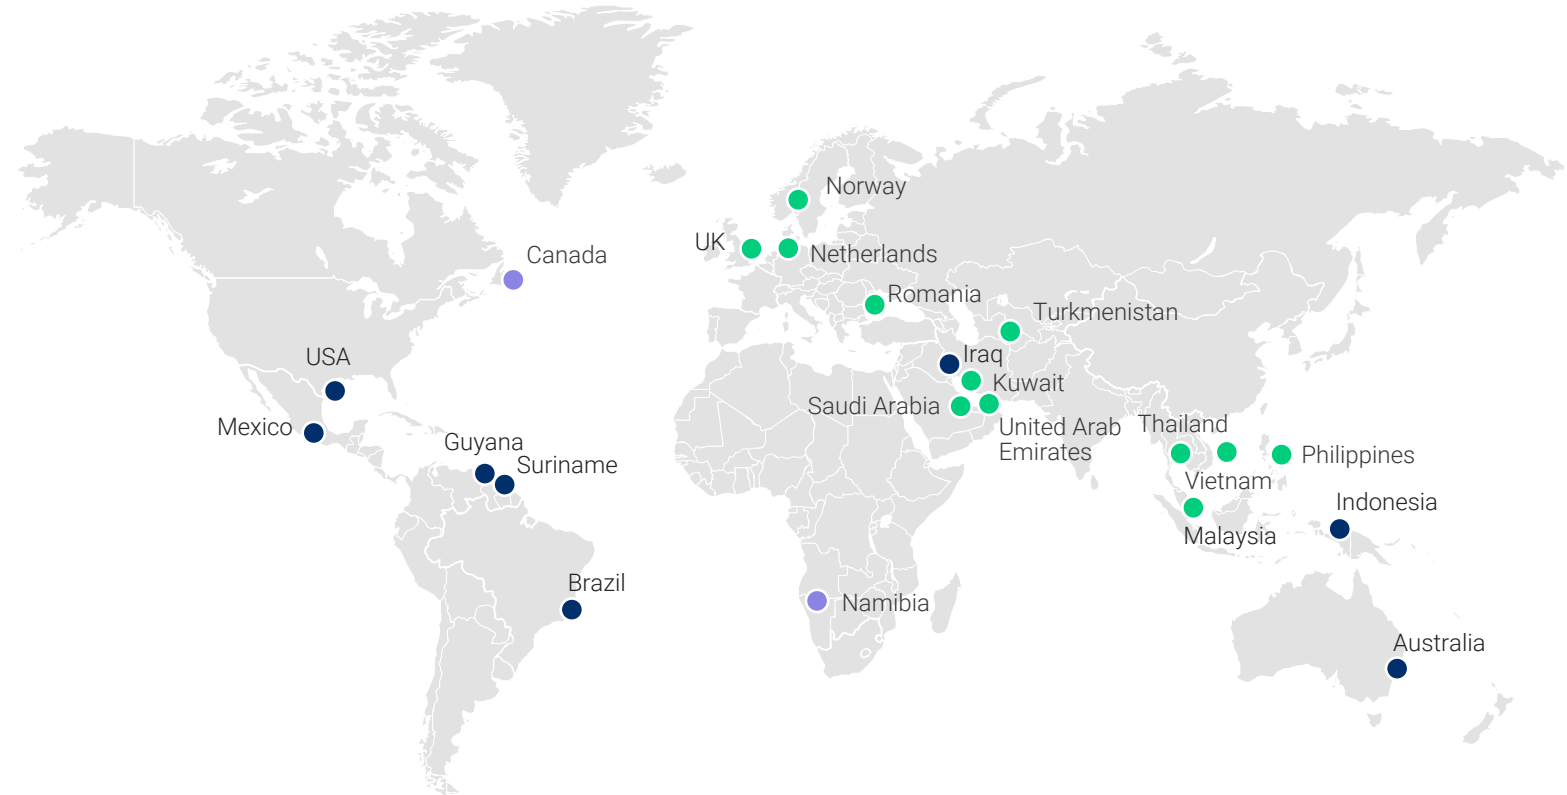 Norway
UK
Netherlands
Canada
Romania
Turkmenistan
USA
Iraq
Kuwait
Saudi Arabia
United Arab
Emirates
Mexico
Guyana
Suriname
Thailand
Philippines
Vietnam
Indonesia
Malaysia
Brazil
Namibia
Australia